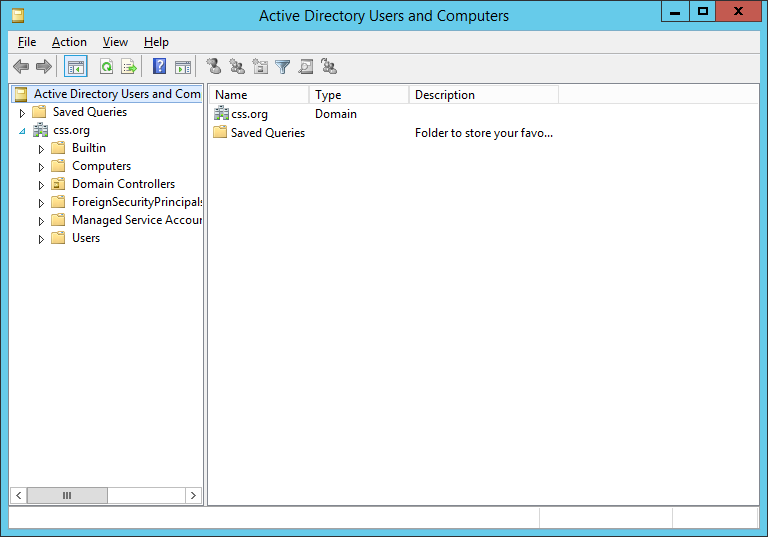 Active Directory Users and Computers
File Action View Help
Active Directory Users and Com
Saved Queries
css.org
Builtin
Computers
Domain Controllers
ForeignSecurityPrincipals
Managed Service Accour
Users
Name Type Description
css.org Domain
Saved Queries Folder to store your favo...